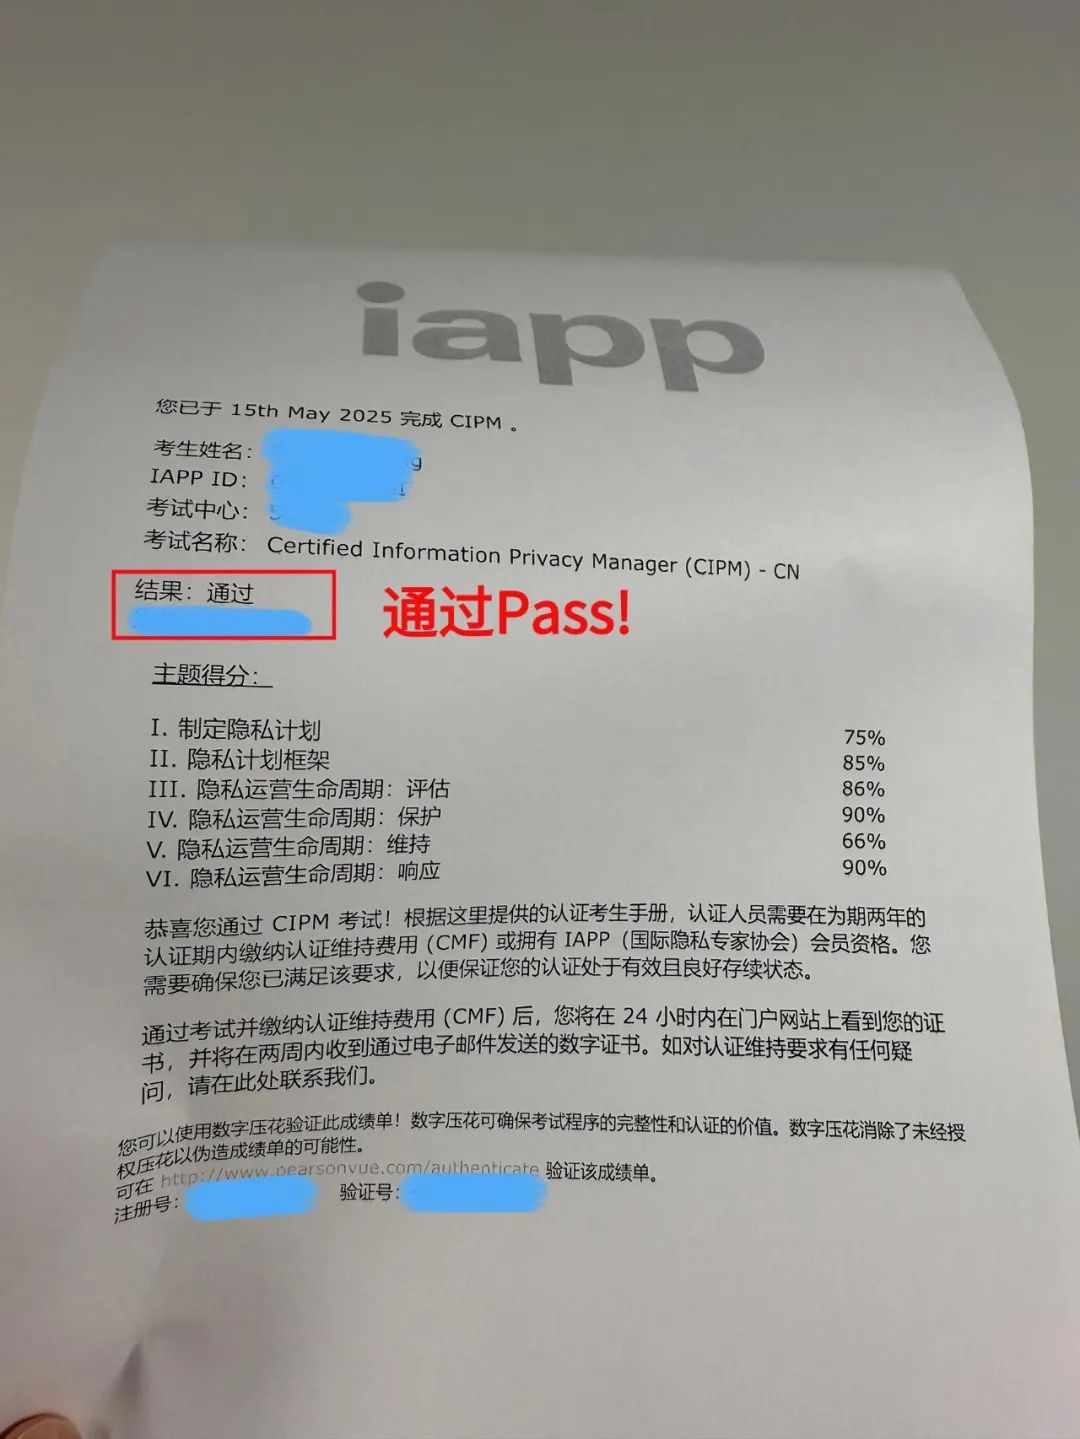 iapp
您已于 15th May 2025 完成 CIPM 。
考生姓名：
IAPP ID：
考试中心：
考试名称： Certified Information Privacy Manager (CIPM) - CN
结果：通过
通过Pass!
主题得分：
I. 制定隐私计划 75%
II. 隐私计划框架 85%
III. 隐私运营生命周期：评估 86%
IV. 隐私运营生命周期：保护 90%
V. 隐私运营生命周期：维持 66%
VI. 隐私运营生命周期：响应 90%
恭喜您通过 CIPM 考试！根据这里提供的认证考生手册，认证人员需要在为期两年的
认证期内缴纳认证维持费用 (CMF) 或拥有 IAPP（国际隐私专家协会）会员资格。您
需要确保您已满足该要求，以便保证您的认证处于有效且良好存续状态。
通过考试并缴纳认证维持费用 (CMF) 后，您将在 24 小时内在门户网站上看到您的证
书，并将在两周内收到通过电子邮件发送的数字证书。如对认证维持要求有任何疑
问，请在此处联系我们。
您可以使用数字压花验证此成绩单！数字压花可确保考试程序的完整性和认证的价值。数字压花消除了未经授
权压花以伪造成绩单的可能性。
可在 http://www.pearsonvue.com/authenticate 验证该成绩单。
注册号： 验证号：